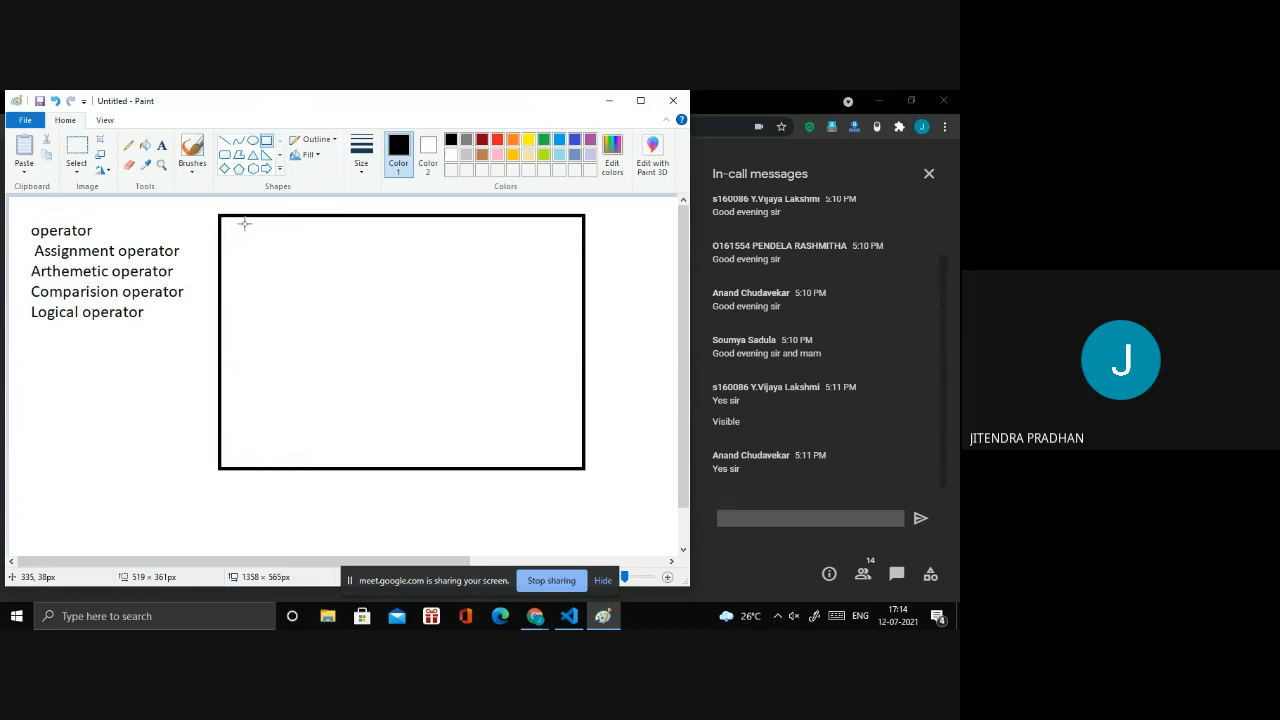 Untitled - Paint
File
Home
View
Paste
Select
Brushes
Outline
Fill
Size
Color
1
Color
2
Edit
colors
Edit with
Paint 3D
Clipboard
Image
Tools
Shapes
Colors
operator
Assignment operator
Arthemetic operator
Comparision operator
Logical operator
335, 38px
519 × 361px
1358 × 565px
meet.google.com is sharing your screen.
Stop sharing
Hide
In-call messages
s160086 Y.Vijaya Lakshmi 5:10 PM
Good evening sir
O161554 PENDELA RASHMITHA 5:10 PM
Good evening sir
Anand Chudavekar 5:10 PM
Good evening sir
Soumya Sadula 5:10 PM
Good evening sir and mam
s160086 Y.Vijaya Lakshmi 5:11 PM
Yes sir
Visible
Anand Chudavekar 5:11 PM
Yes sir
14
Type here to search
26°C
ENG
17:14
12-07-2021
4
J
J
JITENDRA PRADHAN